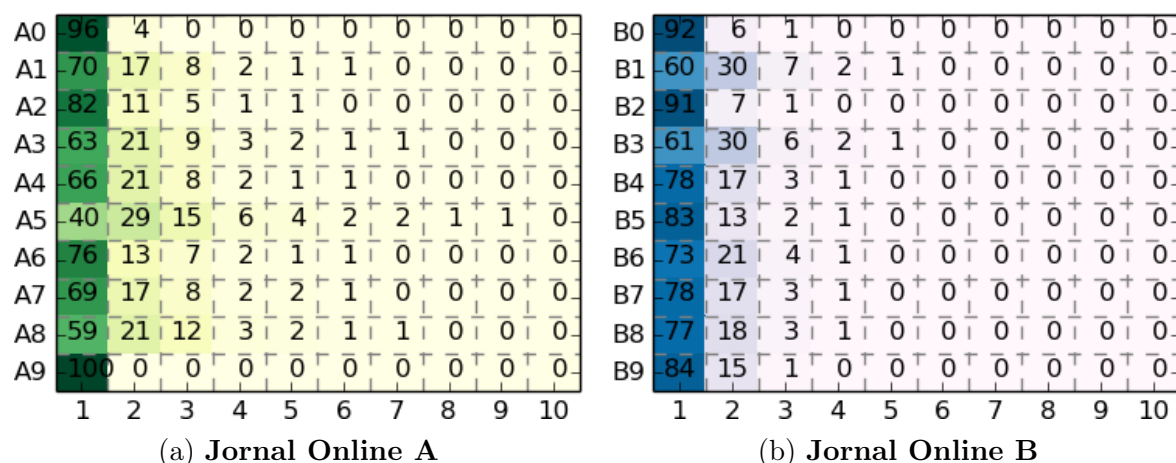 A0 96 4 0 0 0 0 0 0 0 0
A1 70 17 8 2 1 1 0 0 0 0
A2 82 11 5 1 1 0 0 0 0 0
A3 63 21 9 3 2 1 1 0 0 0
A4 66 21 8 2 1 1 0 0 0 0
A5 40 29 15 6 4 2 2 1 1 0
A6 76 13 7 2 1 1 0 0 0 0
A7 69 17 8 2 2 1 0 0 0 0
A8 59 21 12 3 2 1 1 0 0 0
A9 100 0 0 0 0 0 0 0 0 0
1 2 3 4 5 6 7 8 9 10
(a) Jornal Online A
B0 92 6 1 0 0 0 0 0 0 0
B1 60 30 7 2 1 0 0 0 0 0
B2 91 7 1 0 0 0 0 0 0 0
B3 61 30 6 2 1 0 0 0 0 0
B4 78 17 3 1 0 0 0 0 0 0
B5 83 13 2 1 0 0 0 0 0 0
B6 73 21 4 1 0 0 0 0 0 0
B7 78 17 3 1 0 0 0 0 0 0
B8 77 18 3 1 0 0 0 0 0 0
B9 84 15 1 0 0 0 0 0 0 0
1 2 3 4 5 6 7 8 9 10
(b) Jornal Online B